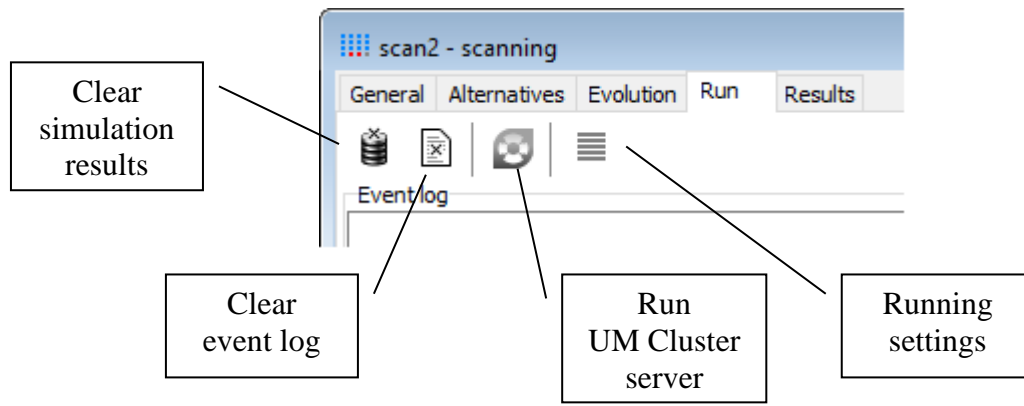 scan2 - scanning
General Alternatives Evolution Run Results
Clear
simulation
results
Event log
Clear
event log
Run
UM Cluster
server
Running
settings